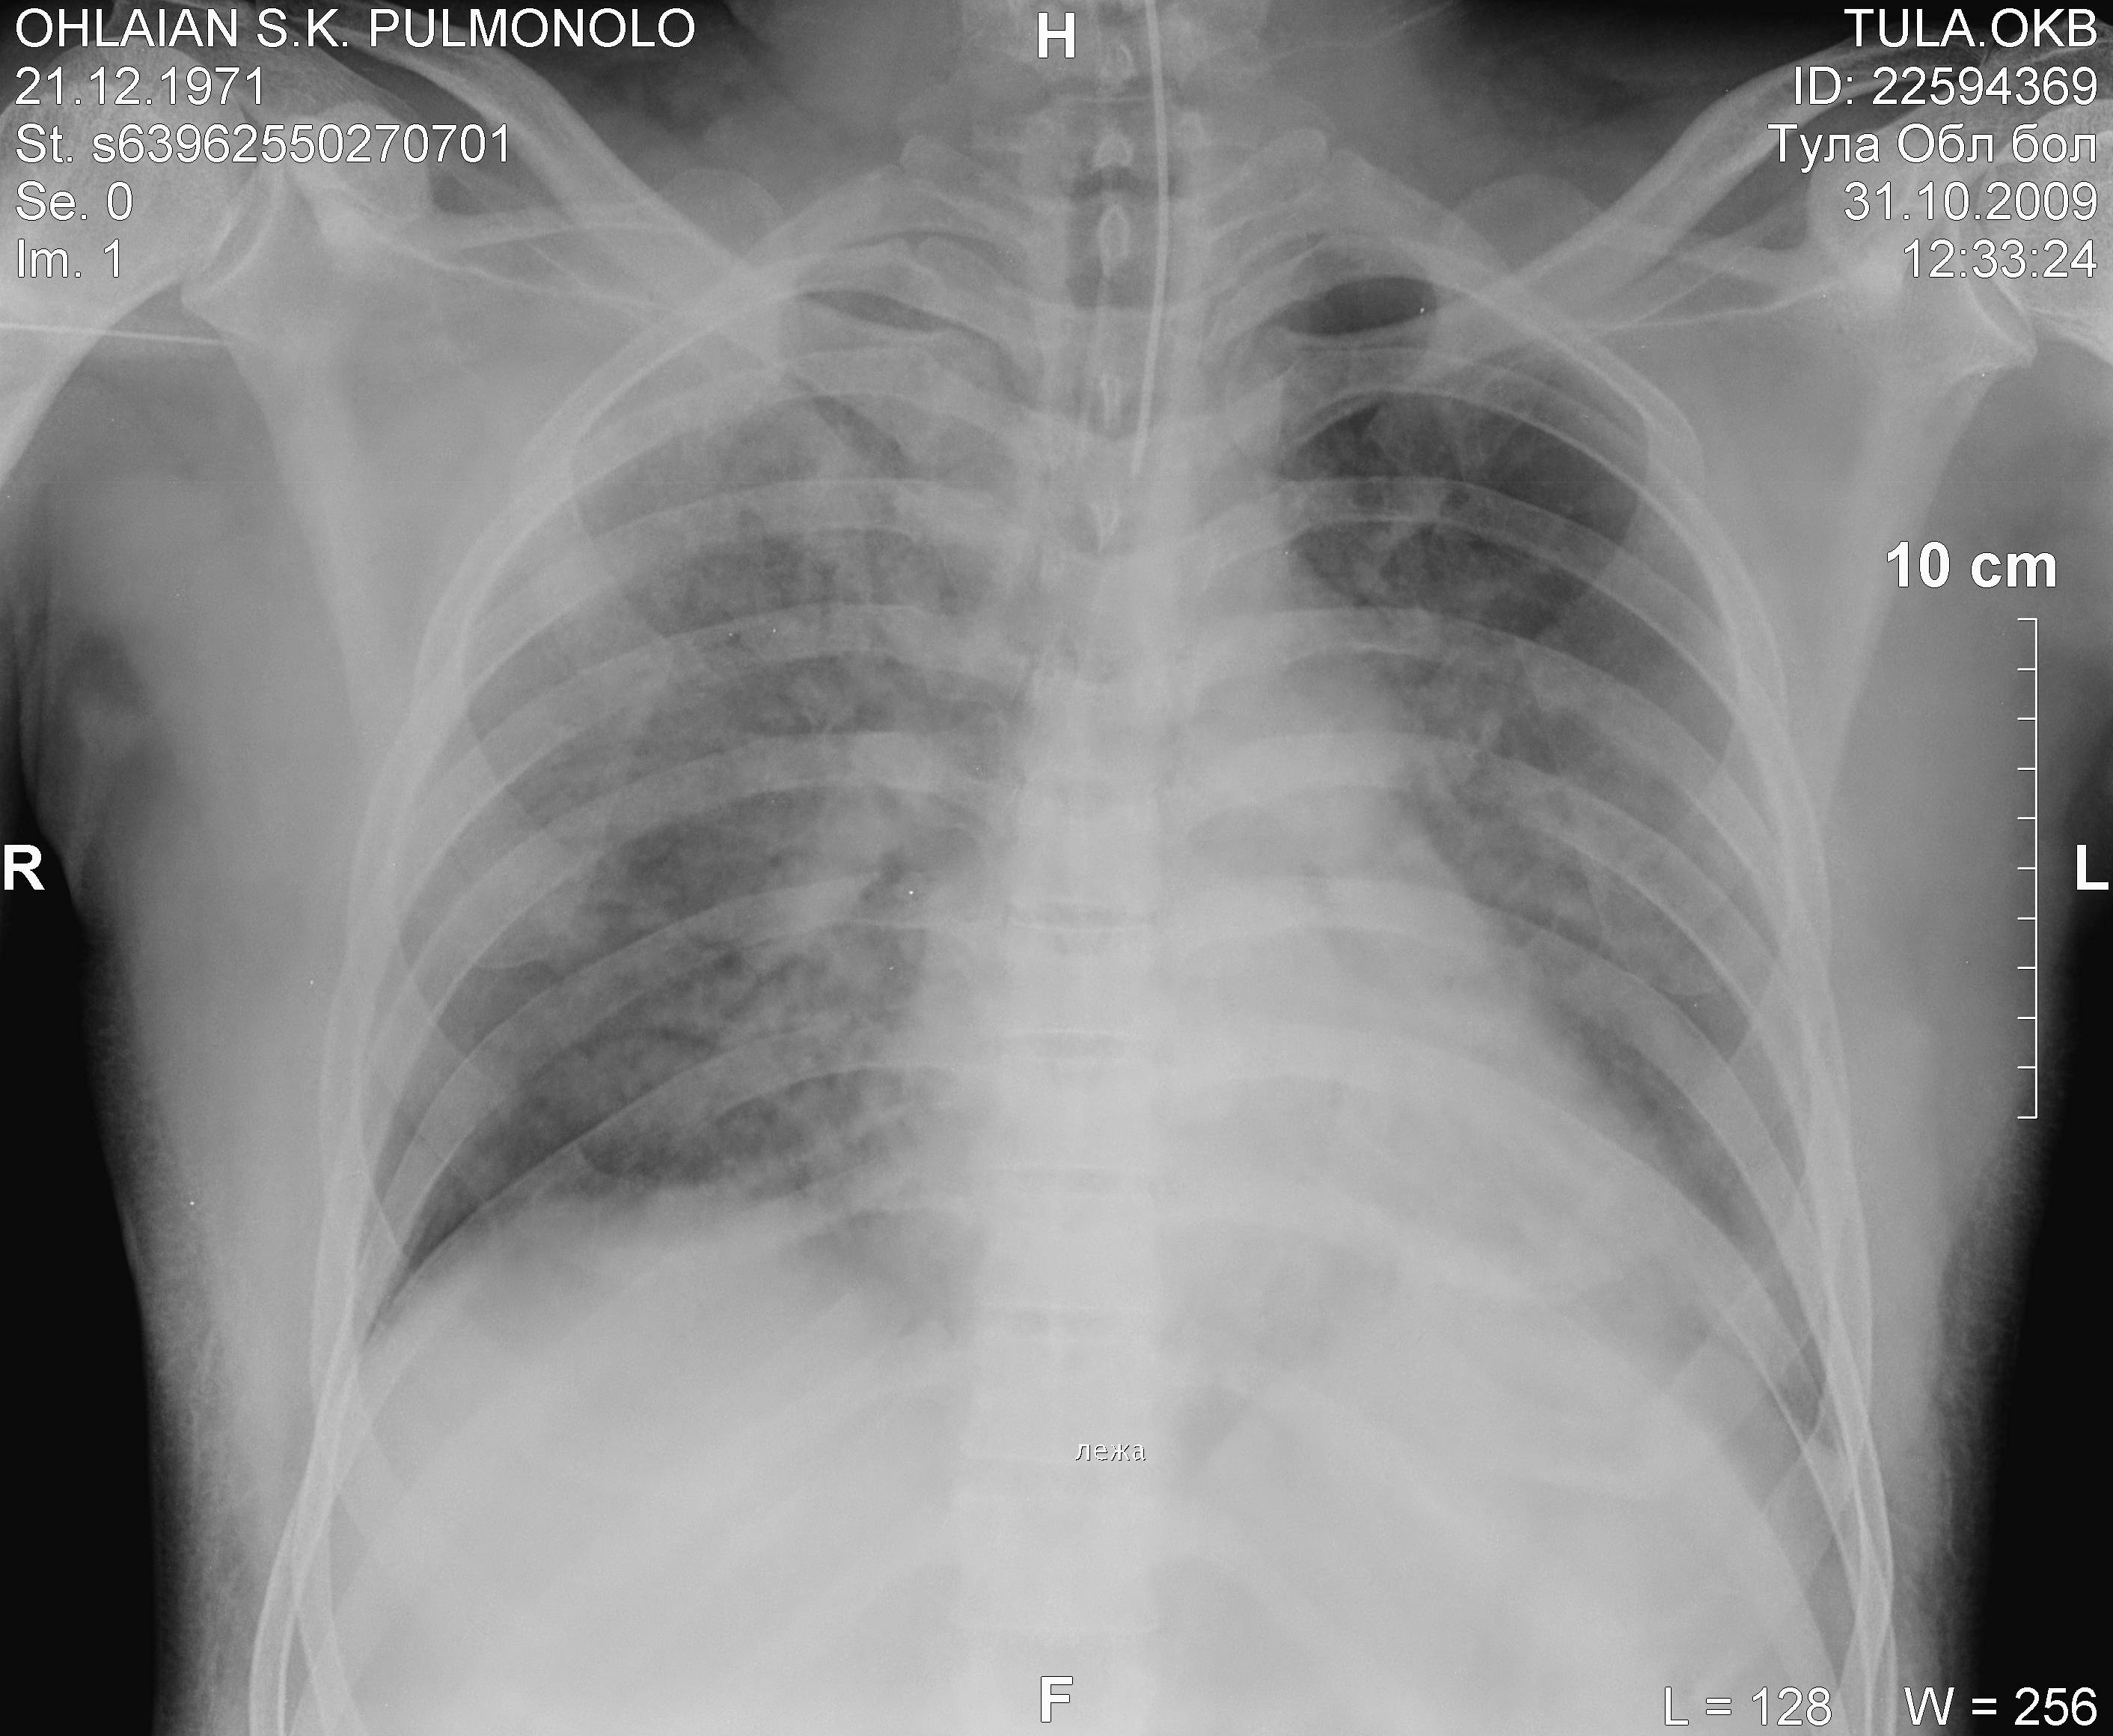 OHLAIAN S.K. PULMONOLO
21.12.1971
St. s63962550270701
Se. 0
Im. 1
H
TULA.OKB
ID: 22594369
Тула Обл бол
31.10.2009
12:33:24
10 cm
R
L
лежа
F
L = 128 W = 256